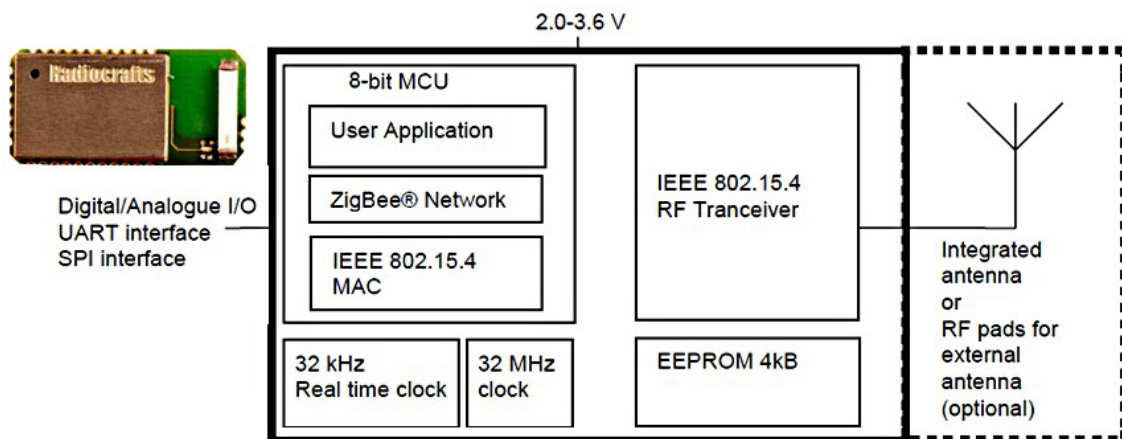 2.0-3.6 V
Radiocrafts
8-bit MCU
User Application
ZigBee® Network
IEEE 802.15.4
MAC
IEEE 802.15.4
RF Tranceiver
Digital/Analogue I/O
UART interface
SPI interface
32 kHz
Real time clock
32 MHz
clock
EEPROM 4kB
Integrated
antenna
or
RF pads for
external
antenna
(optional)